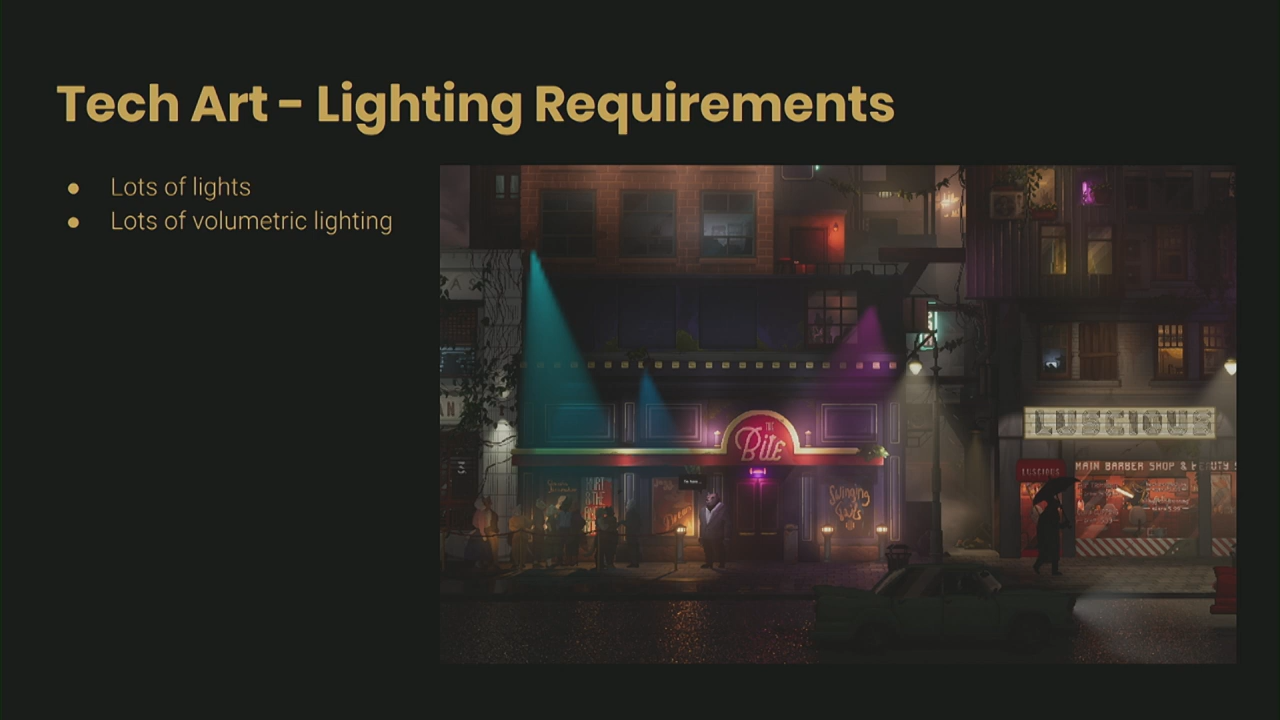 Tech Art - Lighting Requirements
● Lots of lights
● Lots of volumetric lighting
THE
Bite
LUSCIOUS
LUSCIOUS
MAIN BARBER SHOP & BEAUTY S
Swinging